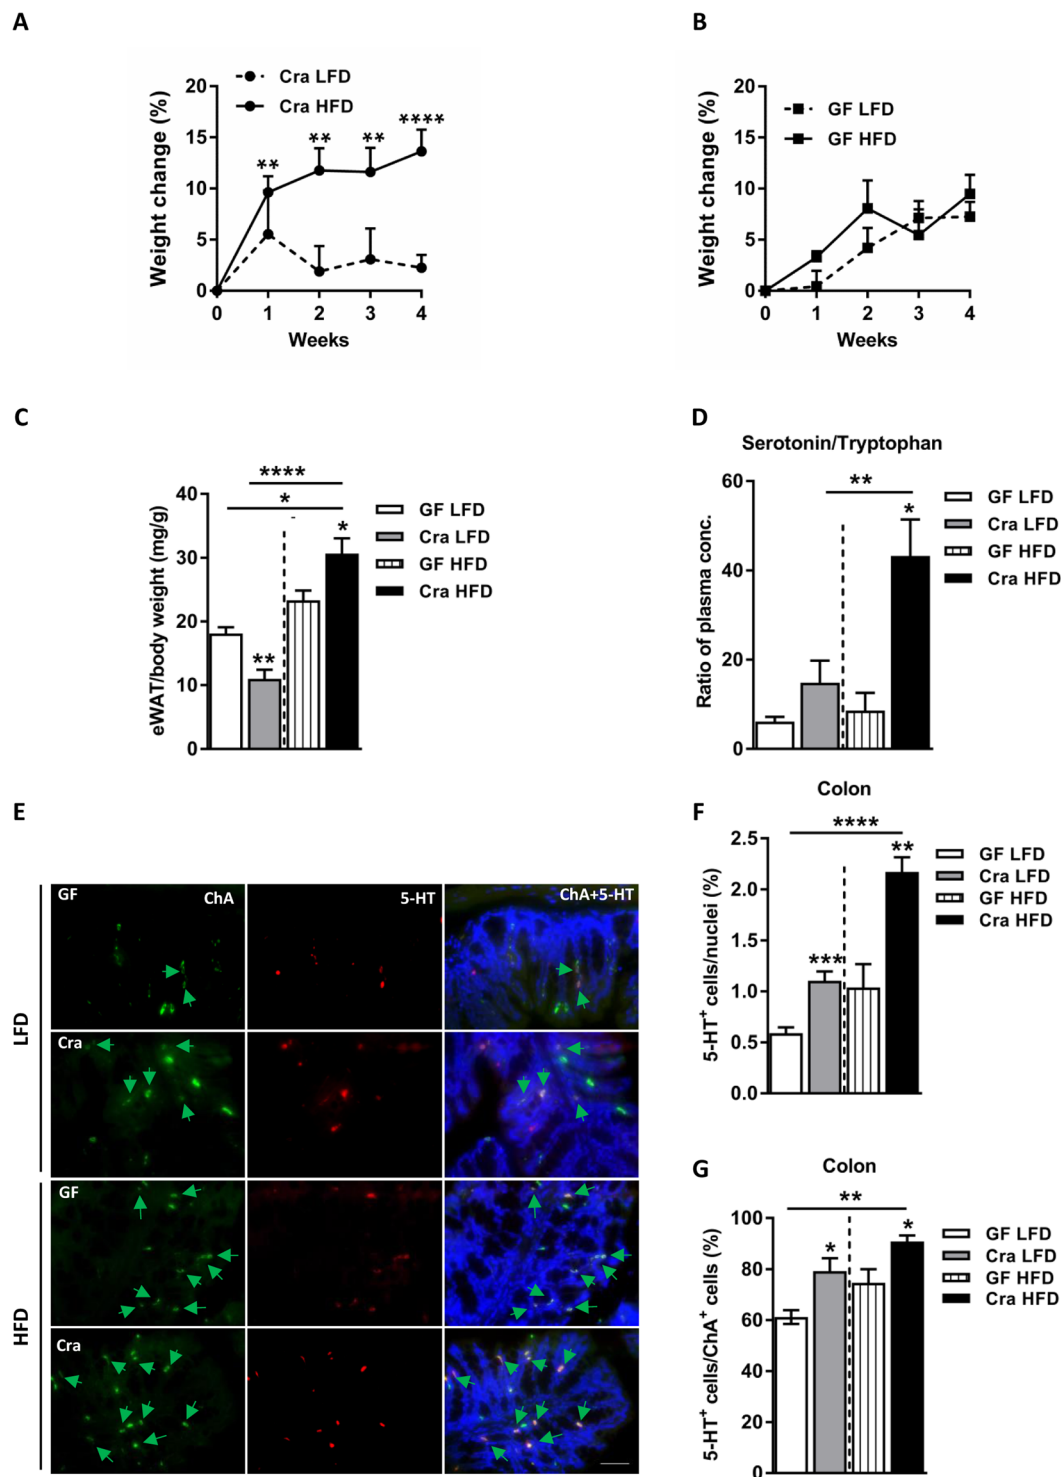 A
Cra LFD
Cra HFD
Weight change (%)
20
15
10
5
0
** ** ** ****
0 1 2 3 4
Weeks
B
GF LFD
GF HFD
Weight change (%)
20
15
10
5
0
0 1 2 3 4
Weeks
C
eWAT/body weight (mg/g)
40
30
20
10
0
****
*
*
**
GF LFD
Cra LFD
GF HFD
Cra HFD
D
Serotonin/Tryptophan
Ratio of plasma conc.
60
40
20
0
**
*
GF LFD
Cra LFD
GF HFD
Cra HFD
E
LFD
HFD
GF ChA 5-HT ChA+5-HT
Cra
GF
Cra
F
Colon
5-HT⁺ cells/nuclei (%)
2.5
2.0
1.5
1.0
0.5
0.0
****
**
***
GF LFD
Cra LFD
GF HFD
Cra HFD
G
Colon
5-HT⁺ cells/ChA⁺ cells (%)
100
80
60
40
20
0
**
*
*
GF LFD
Cra LFD
GF HFD
Cra HFD